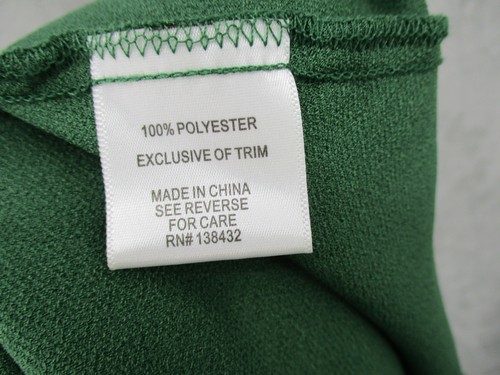 100% POLYESTER
EXCLUSIVE OF TRIM
MADE IN CHINA
SEE REVERSE
FOR CARE
RN# 138432